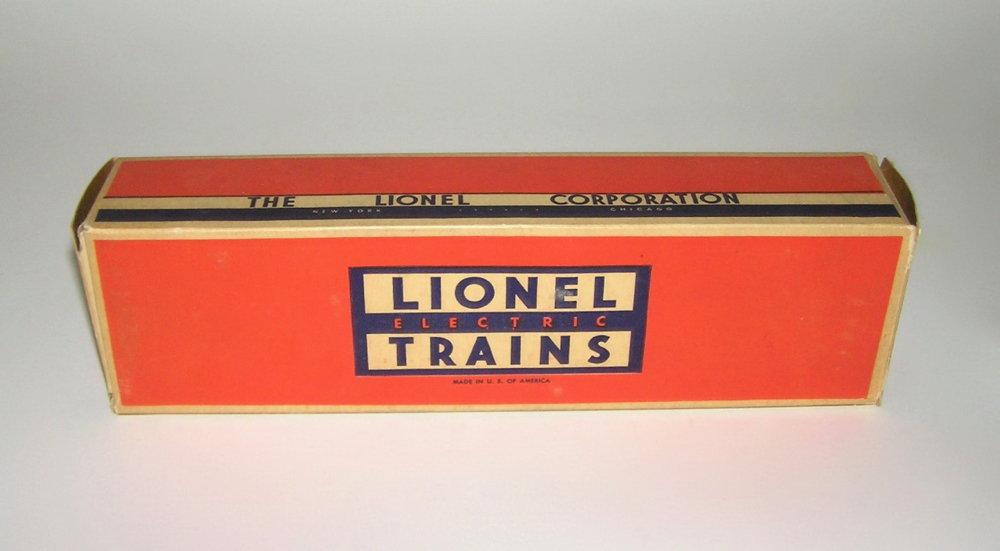 THE LIONEL CORPORATION
NEW YORK ...... CHICAGO
LIONEL
ELECTRIC
TRAINS
MADE IN U. S. OF AMERICA